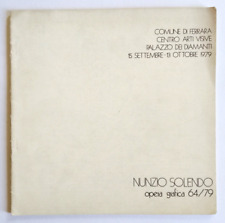 COMUNE DI FERRARA
CENTRO ARTI VISIVE
PALAZZO DEI DIAMANTI
15 SETTEMBRE-13 OTTOBRE 1979
NUNZIO SOLENDO
opera grafica 64/79